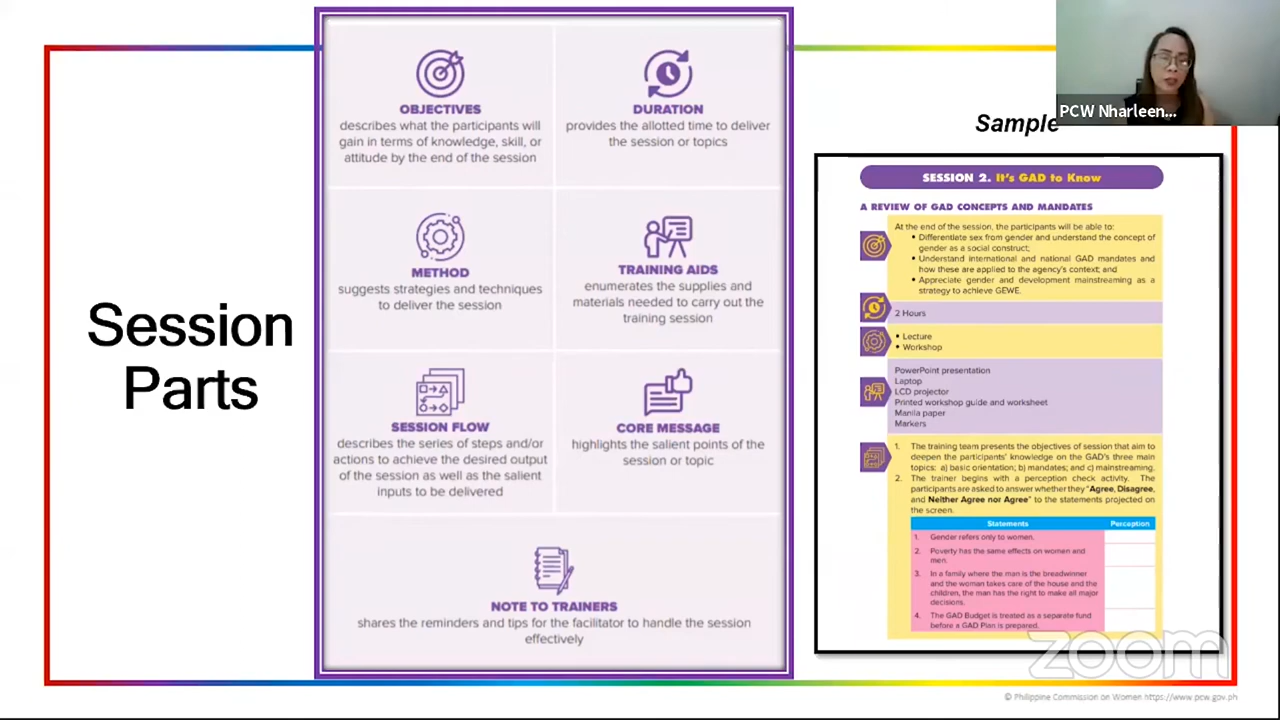 Session
Parts
OBJECTIVES
describes what the participants will
gain in terms of knowledge, skill, or
attitude by the end of the session
DURATION
provides the allotted time to deliver
the session or topics
METHOD
suggests strategies and techniques
to deliver the session
TRAINING AIDS
enumerates the supplies and
materials needed to carry out the
training session
SESSION FLOW
describes the series of steps and/or
actions to achieve the desired output
of the session as well as the salient
inputs to be delivered
CORE MESSAGE
highlights the salient points of the
session or topic
NOTE TO TRAINERS
shares the reminders and tips for the facilitator to handle the session
effectively
PCW Nharleen...
Sample
SESSION 2. It's GAD to Know
A REVIEW OF GAD CONCEPTS AND MANDATES
At the end of the session, the participants will be able to:
• Differentiate sex from gender and understand the concept of
gender as a social construct;
• Understand international and national GAD mandates and
how these are applied to the agency's context; and
• Appreciate gender and development mainstreaming as a
strategy to achieve GEWE.
2 Hours
• Lecture
• Workshop
PowerPoint presentation
Laptop
LCD projector
Printed workshop guide and worksheet
Manila paper
Markers
1. The training team presents the objectives of session that aim to
deepen the participants' knowledge on the GAD's three main
topics: a) basic orientation; b) mandates; and c) mainstreaming.
2. The trainer begins with a perception check activity. The
participants are asked to answer whether they "Agree, Disagree,
and Neither Agree nor Agree" to the statements projected on
the screen.
Statements Perception
1. Gender refers only to women.
2. Poverty has the same effects on women and
men.
3. In a family where the man is the breadwinner
and the woman takes care of the house and the
children, the man has the right to make all major
decisions.
4. The GAD Budget is treated as a separate fund
before a GAD Plan is prepared.
zoom
© Philippine Commission on Women https://www.pcw.gov.ph